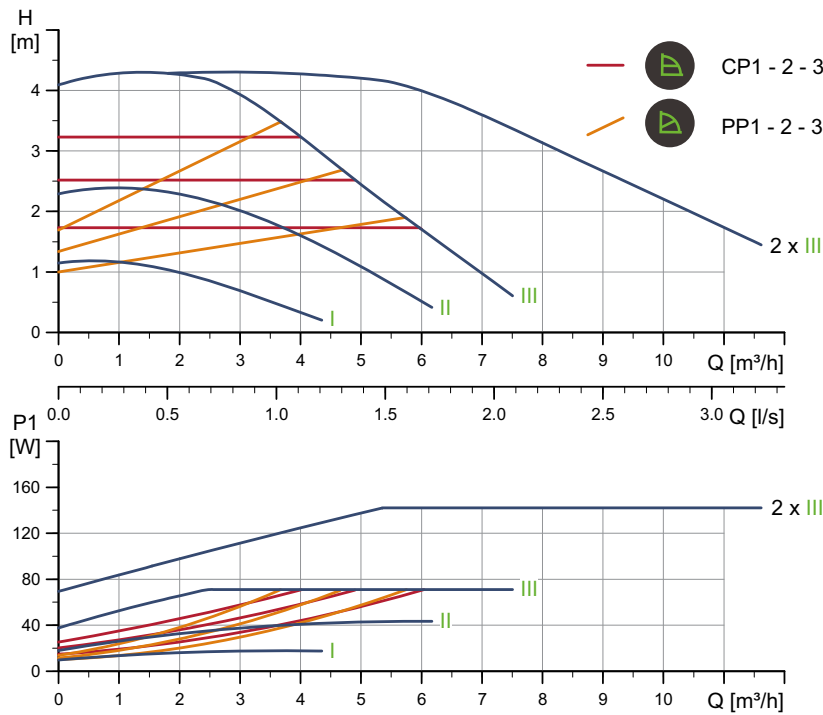 H
[m]
CP1 - 2 - 3
PP1 - 2 - 3
4
3
2
1
0
2 x III
III
II
I
0 1 2 3 4 5 6 7 8 9 10 Q [m³/h]
0.0 0.5 1.0 1.5 2.0 2.5 3.0 Q [l/s]
P1
[W]
160
120
80
40
0
2 x III
III
II
I
0 1 2 3 4 5 6 7 8 9 10 Q [m³/h]